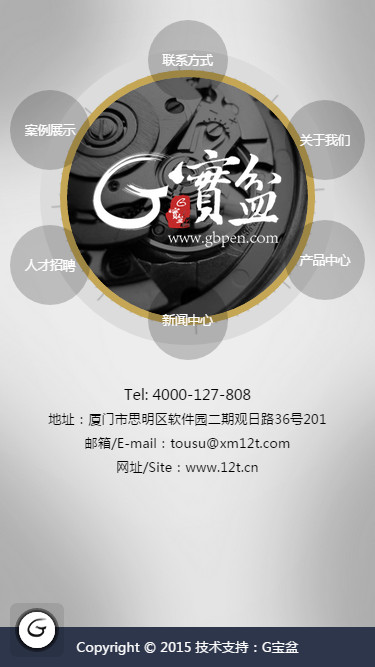 联系方式
案例展示
关于我们
G寶盆
G寶盆
www.gbpen.com
人才招聘
产品中心
新闻中心
Tel: 4000-127-808
地址：厦门市思明区软件园二期观日路36号201
邮箱/E-mail：tousu@xm12t.com
网址/Site：www.12t.cn
G
Copyright © 2015 技术支持：G宝盆